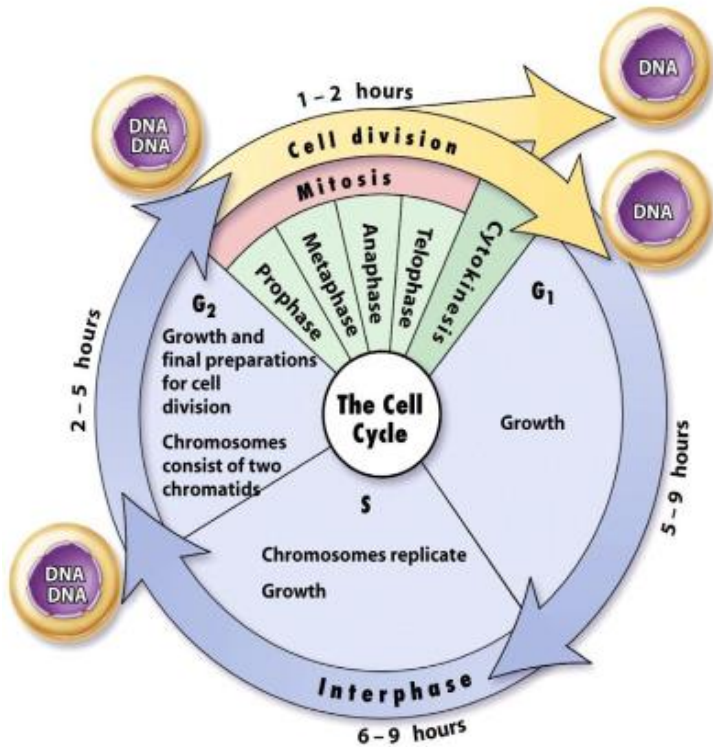 1 – 2 hours
DNA
DNA
DNA
DNA
Cell division
Mitosis
Prophase
Metaphase
Anaphase
Telophase
Cytokinesis
G1
Growth
5 – 9 hours
The Cell
Cycle
G2
Growth and
final preparations
for cell
division
Chromosomes
consist of two
chromatids
2 – 5 hours
S
Chromosomes replicate
Growth
DNA
DNA
Interphase
6 – 9 hours